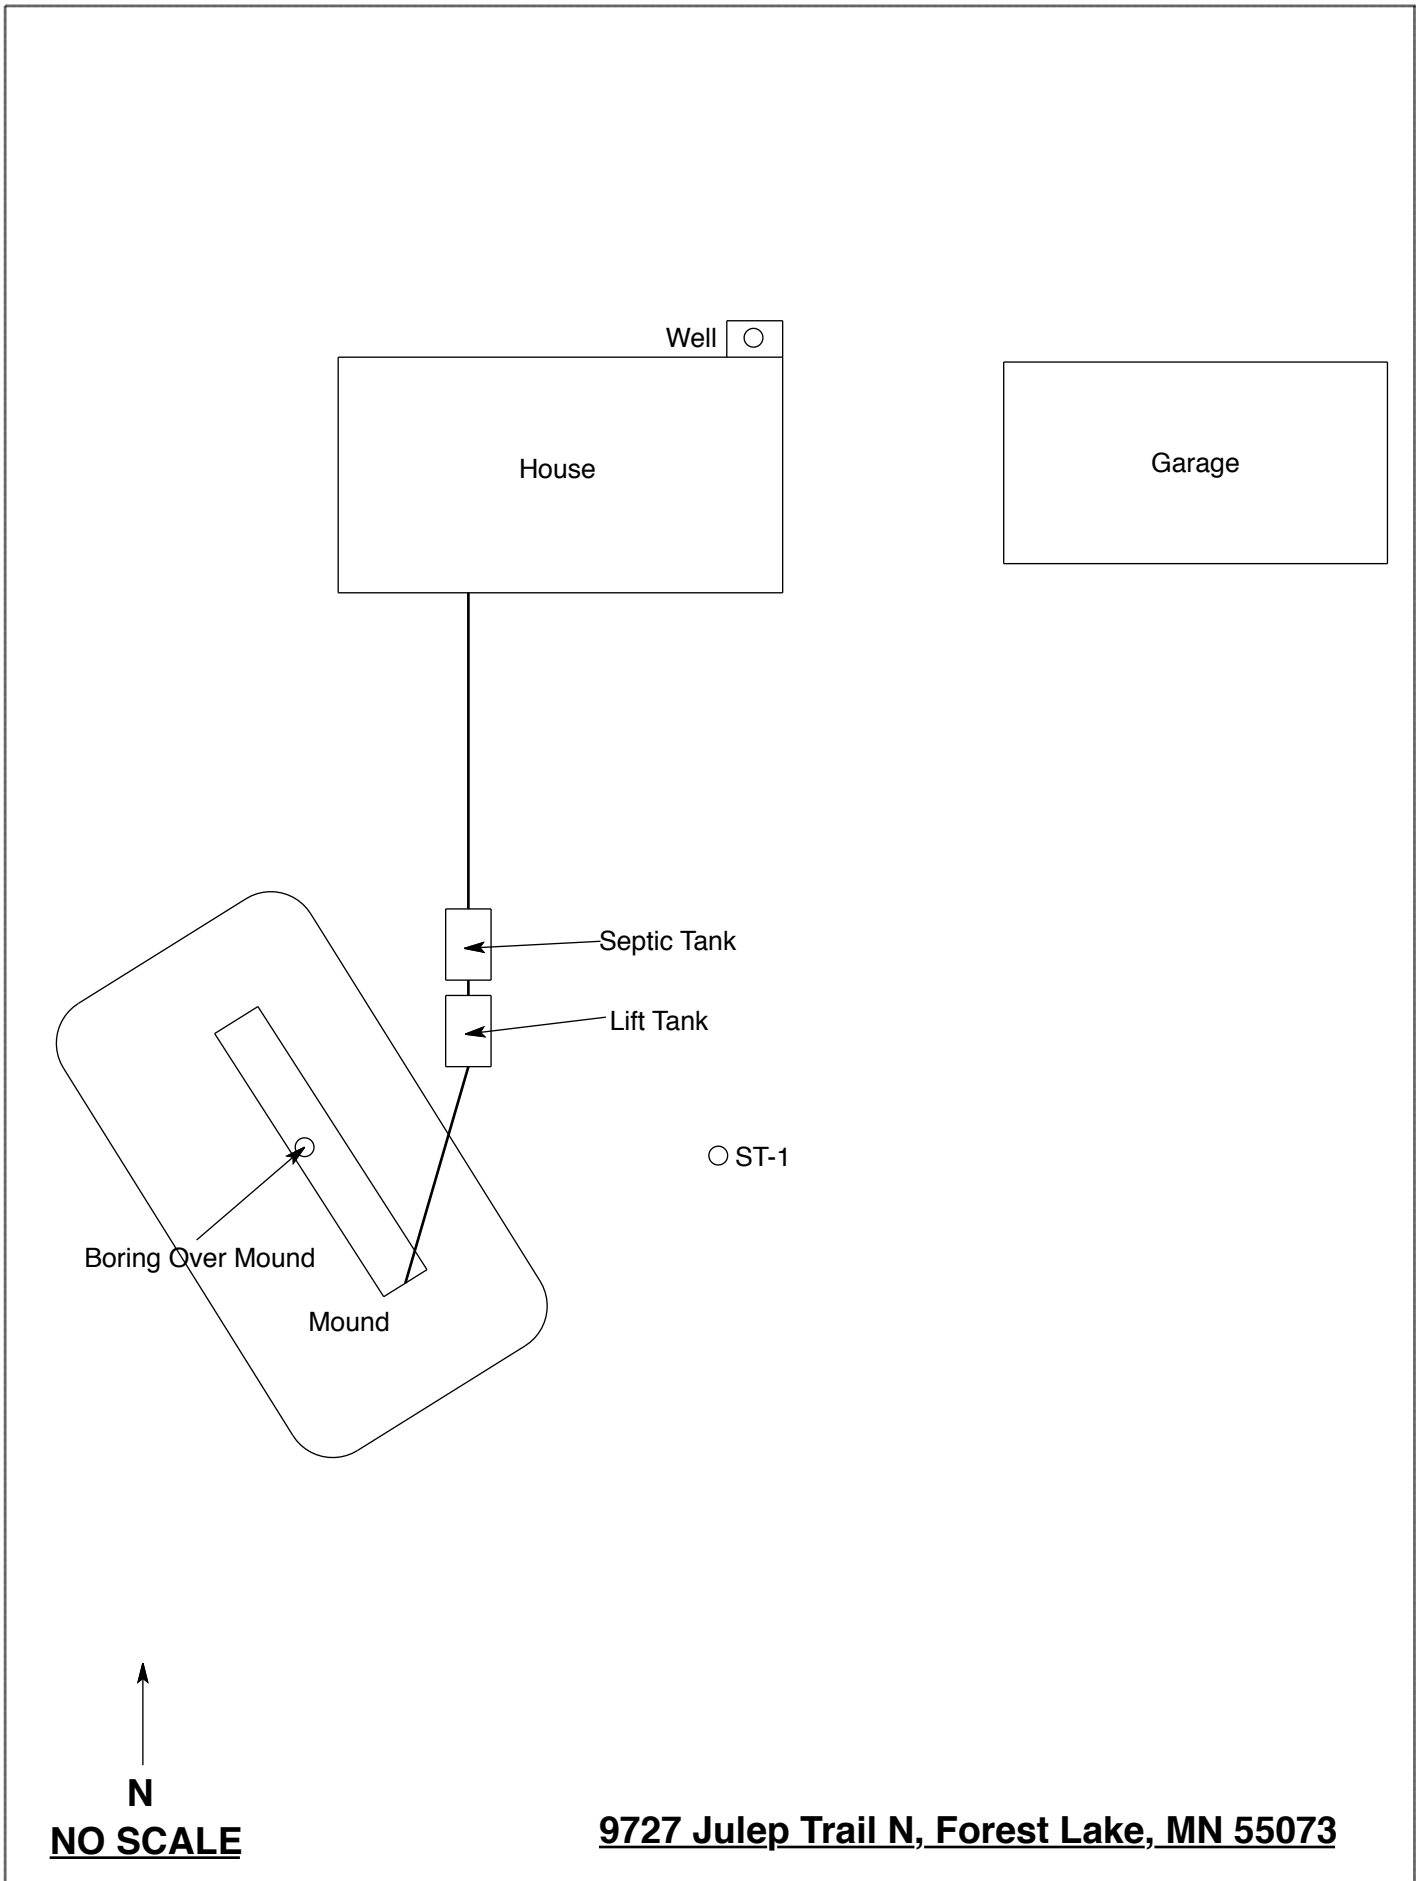 Well
House
Garage
Septic Tank
Lift Tank
ST-1
Boring Over Mound
Mound
N
NO SCALE
9727 Julep Trail N, Forest Lake, MN 55073